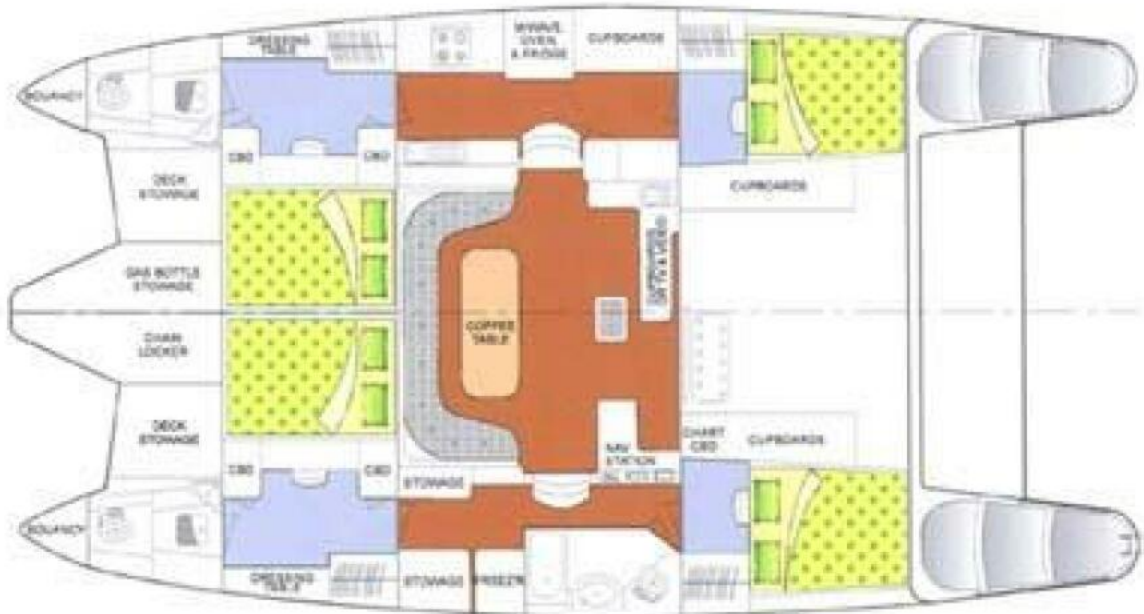 DRESSING
TABLE
M/WAVE
OVEN
& FRIDGE
CUPBOARDS
BOUYANCY
CBD
CBD
DECK
STOWAGE
CUPBOARDS
GAS BOTTLE
STOWAGE
COFFEE
TABLE
CHAIN
LOCKER
DECK
STOWAGE
CHART
CBD
CUPBOARDS
NAV
STATION
CBD
CBD
STOWAGE
BOUYANCY
DRESSING
TABLE
STOWAGE
FREEZ'R